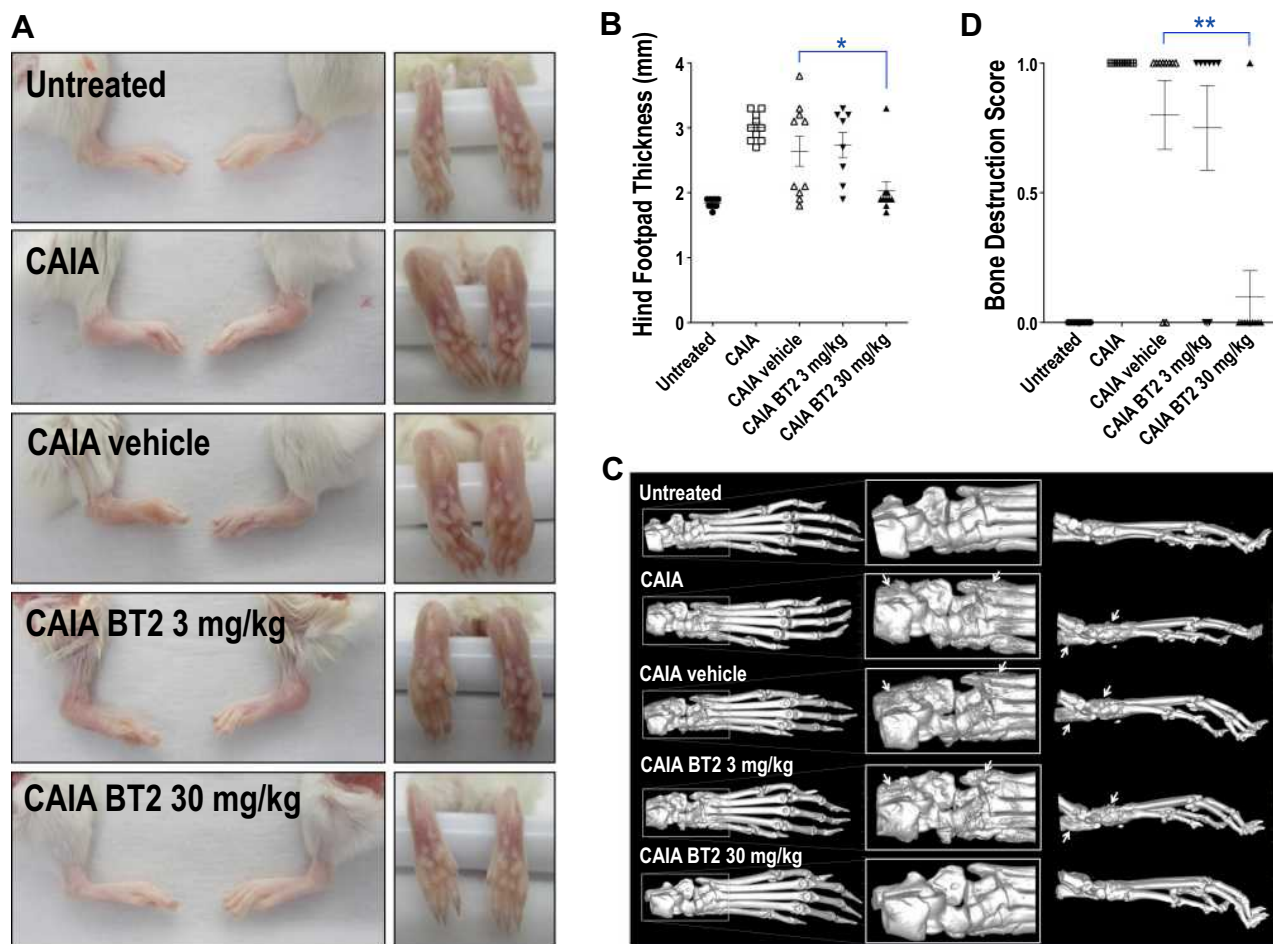 A
Untreated
CAIA
CAIA vehicle
CAIA BT2 3 mg/kg
CAIA BT2 30 mg/kg
B
*
Hind Footpad Thickness (mm)
4
3
2
1
0
Untreated
CAIA
CAIA vehicle
CAIA BT2 3 mg/kg
CAIA BT2 30 mg/kg
D
**
Bone Destruction Score
1.0
0.5
0.0
Untreated
CAIA
CAIA vehicle
CAIA BT2 3 mg/kg
CAIA BT2 30 mg/kg
C
Untreated
CAIA
CAIA vehicle
CAIA BT2 3 mg/kg
CAIA BT2 30 mg/kg